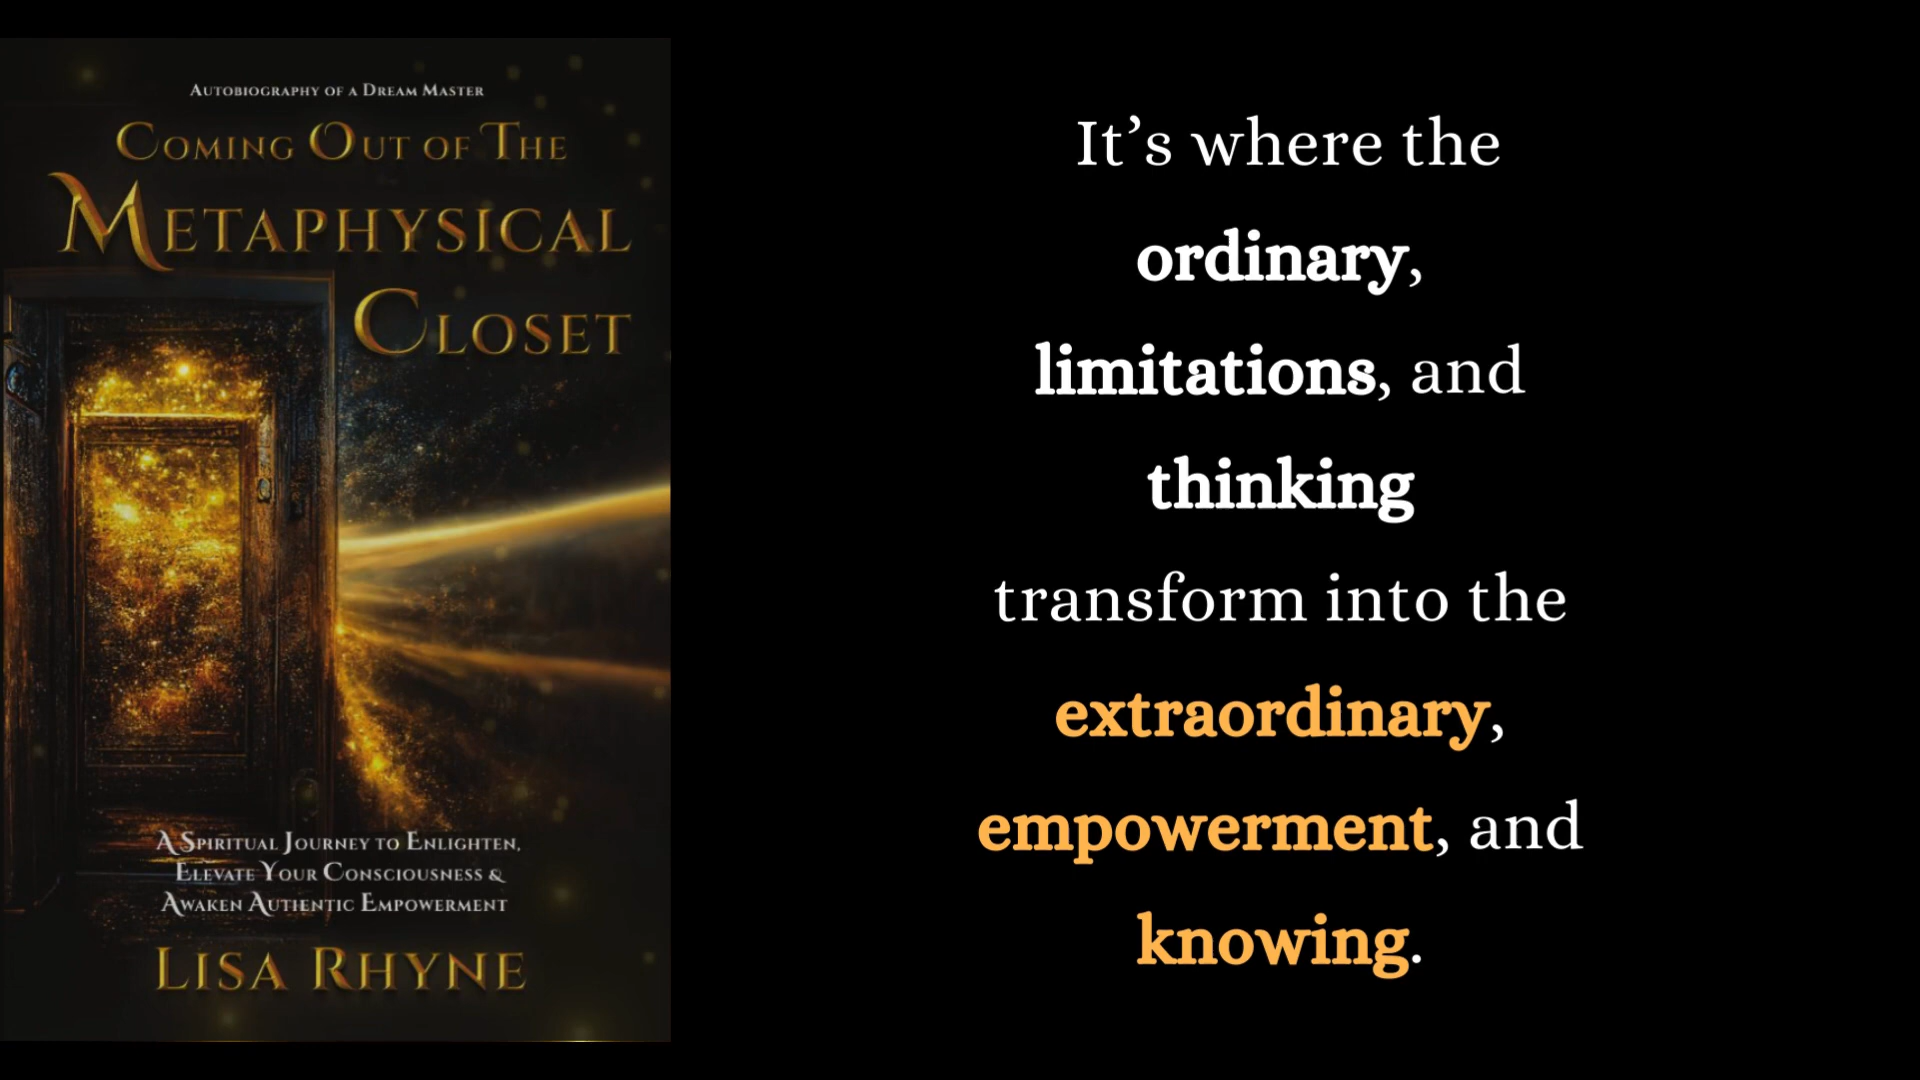 AUTOBIOGRAPHY OF A DREAM MASTER
COMING OUT OF THE
METAPHYSICAL
CLOSET
A SPIRITUAL JOURNEY TO ENLIGHTEN,
ELEVATE YOUR CONSCIOUSNESS &
AWAKEN AUTHENTIC EMPOWERMENT
LISA RHYNE
It’s where the
ordinary,
limitations, and
thinking
transform into the
extraordinary,
empowerment, and
knowing.